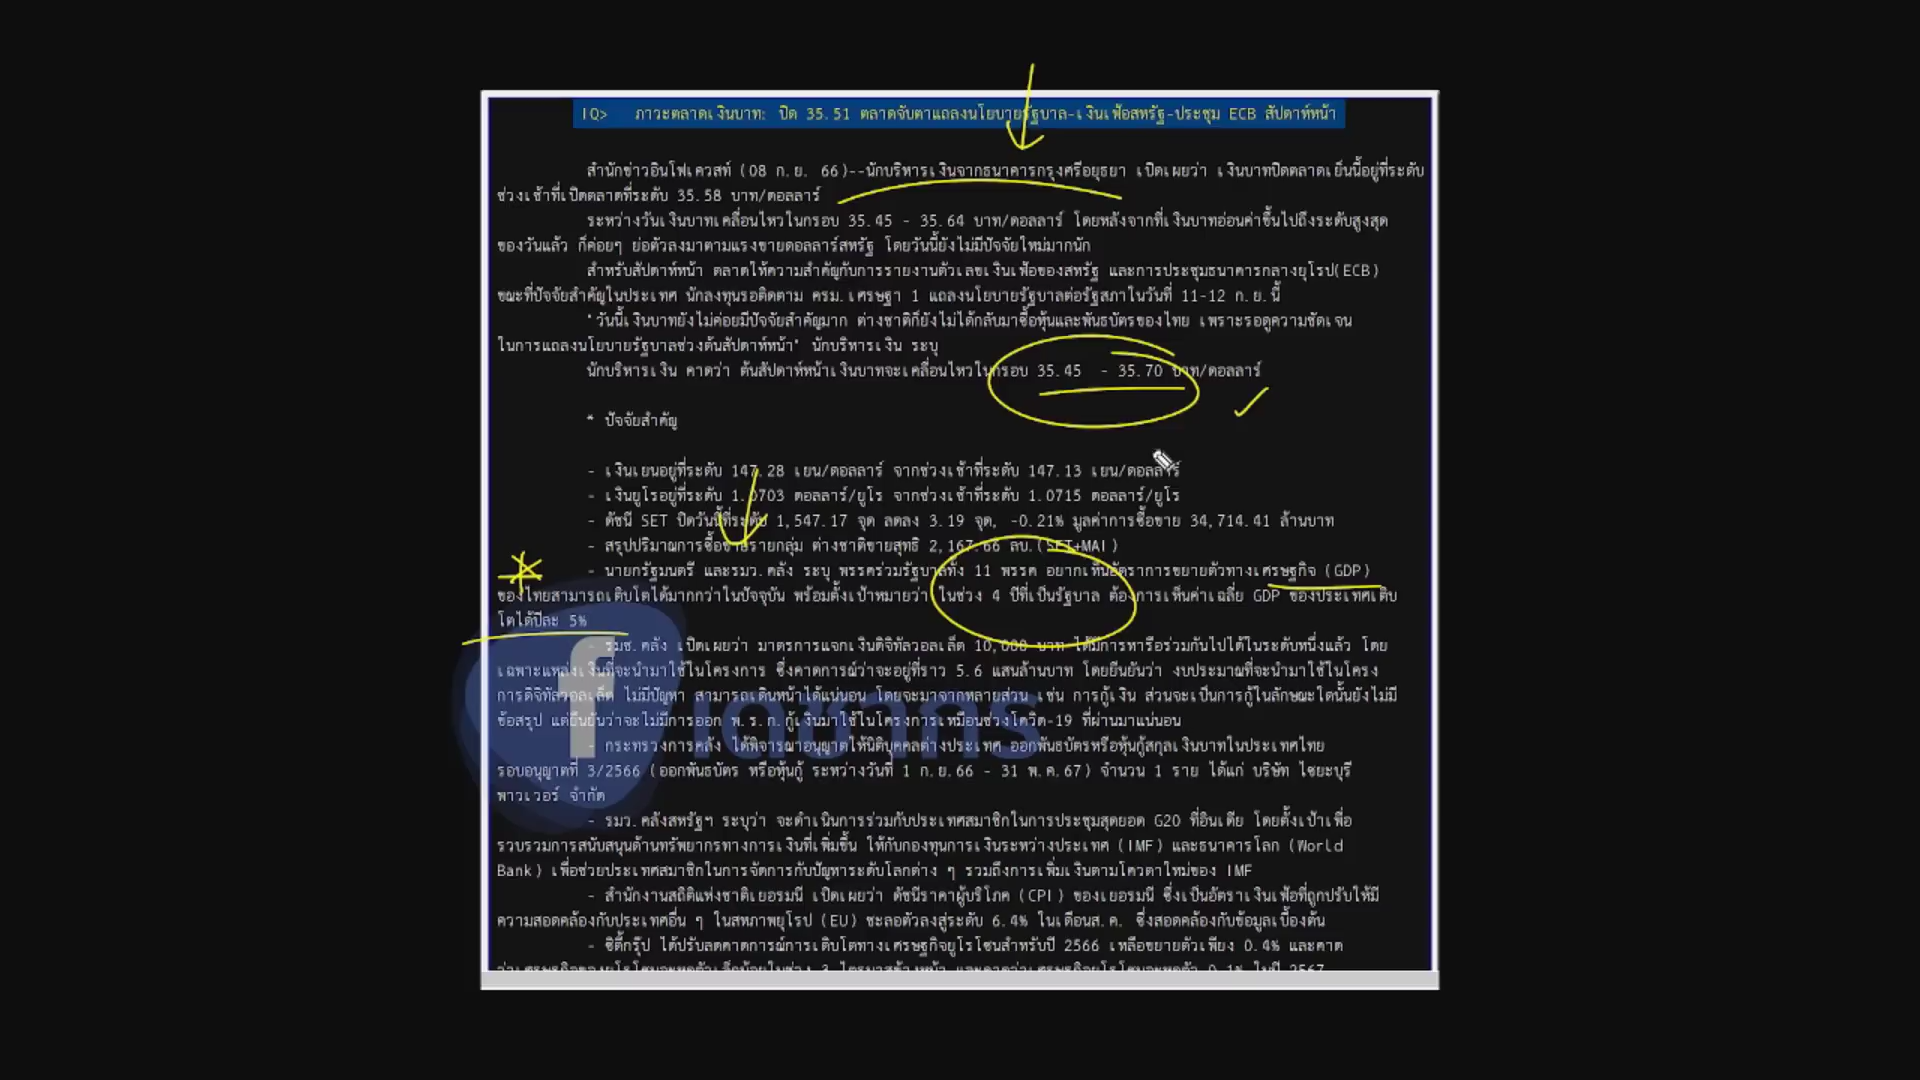 IQ> ภาวะตลาดเงินบาท: ปิด 35.51 ตลาดจับตาแถลงนโยบายรัฐบาล-เงินเฟ้อสหรัฐ-ประชุม ECB สัปดาห์หน้า
สำนักข่าวอินโฟเควสท์ (08 ก.ย. 66)--นักบริหารเงินจากธนาคารกรุงศรีอยุธยา เปิดเผยว่า เงินบาทปิดตลาดเย็นนี้อยู่ที่ระดับ
ช่วงเช้าที่เปิดตลาดที่ระดับ 35.58 บาท/ดอลลาร์
ระหว่างวันเงินบาทเคลื่อนไหวในกรอบ 35.45 - 35.64 บาท/ดอลลาร์ โดยหลังจากที่เงินบาทอ่อนค่าขึ้นไปถึงระดับสูงสุด
ของวันแล้ว ก็ค่อยๆ ย่อตัวลงมาตามแรงขายดอลลาร์สหรัฐ โดยวันนี้ยังไม่มีปัจจัยใหม่มากนัก
สำหรับสัปดาห์หน้า ตลาดให้ความสำคัญกับการรายงานตัวเลขเงินเฟ้อของสหรัฐ และการประชุมธนาคารกลางยุโรป(ECB)
ขณะที่ปัจจัยสำคัญในประเทศ นักลงทุนรอติดตาม ครม.เศรษฐา 1 แถลงนโยบายรัฐบาลต่อรัฐสภาในวันที่ 11-12 ก.ย.นี้
"วันนี้เงินบาทยังไม่ค่อยมีปัจจัยสำคัญมาก ต่างชาติก็ยังไม่ได้กลับมาซื้อหุ้นและพันธบัตรของไทย เพราะรอดูความชัดเจน
ในการแถลงนโยบายรัฐบาลช่วงต้นสัปดาห์หน้า" นักบริหารเงิน ระบุ
นักบริหารเงิน คาดว่า ต้นสัปดาห์หน้าเงินบาทจะเคลื่อนไหวในกรอบ 35.45 - 35.70 บาท/ดอลลาร์
* ปัจจัยสำคัญ
- เงินเยนอยู่ที่ระดับ 147.28 เยน/ดอลลาร์ จากช่วงเช้าที่ระดับ 147.13 เยน/ดอลลาร์
- เงินยูโรอยู่ที่ระดับ 1.0703 ดอลลาร์/ยูโร จากช่วงเช้าที่ระดับ 1.0715 ดอลลาร์/ยูโร
- ดัชนี SET ปิดวันนี้ที่ระดับ 1,547.17 จุด ลดลง 3.19 จุด, -0.21% มูลค่าการซื้อขาย 34,714.41 ล้านบาท
- สรุปปริมาณการซื้อขายรายกลุ่ม ต่างชาติขายสุทธิ 2,167.66 ลบ.(SET+MAI)
- นายกรัฐมนตรี และรมว.คลัง ระบุ พรรคร่วมรัฐบาลทั้ง 11 พรรค อยากเห็นอัตราการขยายตัวทางเศรษฐกิจ (GDP)
ของไทยสามารถเติบโตได้มากกว่าในปัจจุบัน พร้อมตั้งเป้าหมายว่า ในช่วง 4 ปีที่เป็นรัฐบาล ต้องการเห็นค่าเฉลี่ย GDP ของประเทศเติบ
โตได้ปีละ 5%
- รมช.คลัง เปิดเผยว่า มาตรการแจกเงินดิจิทัลวอลเล็ต 10,000 บาท ได้มีการหารือร่วมกันไปได้ในระดับหนึ่งแล้ว โดย
เฉพาะแหล่งเงินที่จะนำมาใช้ในโครงการ ซึ่งคาดการณ์ว่าจะอยู่ที่ราว 5.6 แสนล้านบาท โดยยืนยันว่า งบประมาณที่จะนำมาใช้ในโครง
การดิจิทัลวอลเล็ต ไม่มีปัญหา สามารถเดินหน้าได้แน่นอน โดยจะมาจากหลายส่วน เช่น การกู้เงิน ส่วนจะเป็นการกู้ในลักษณะใดนั้นยังไม่มี
ข้อสรุป แต่ยืนยันว่าจะไม่มีการออก พ.ร.ก.กู้เงินมาใช้ในโครงการเหมือนช่วงโควิด-19 ที่ผ่านมาแน่นอน
- กระทรวงการคลัง ได้พิจารณาอนุญาตให้นิติบุคคลต่างประเทศ ออกพันธบัตรหรือหุ้นกู้สกุลเงินบาทในประเทศไทย
รอบอนุญาตที่ 3/2566 (ออกพันธบัตร หรือหุ้นกู้ ระหว่างวันที่ 1 ก.ย.66 - 31 พ.ค.67) จำนวน 1 ราย ได้แก่ บริษัท ไซยะบุรี
พาวเวอร์ จำกัด
- รมว.คลังสหรัฐฯ ระบุว่า จะดำเนินการร่วมกับประเทศสมาชิกในการประชุมสุดยอด G20 ที่อินเดีย โดยตั้งเป้าเพื่อ
รวบรวมการสนับสนุนด้านทรัพยากรทางการเงินที่เพิ่มขึ้น ให้กับกองทุนการเงินระหว่างประเทศ (IMF) และธนาคารโลก (World
Bank) เพื่อช่วยประเทศสมาชิกในการจัดการกับปัญหาระดับโลกต่าง ๆ รวมถึงการเพิ่มเงินตามโควตาใหม่ของ IMF
- สำนักงานสถิติแห่งชาติเยอรมนี เปิดเผยว่า ดัชนีราคาผู้บริโภค (CPI) ของเยอรมนี ซึ่งเป็นอัตราเงินเฟ้อที่ถูกปรับให้มี
ความสอดคล้องกับประเทศอื่น ๆ ในสหภาพยุโรป (EU) ชะลอตัวลงสู่ระดับ 6.4% ในเดือนส.ค. ซึ่งสอดคล้องกับข้อมูลเบื้องต้น
- ซิตี้กรุ๊ป ได้ปรับลดคาดการณ์การเติบโตทางเศรษฐกิจยูโรโซนสำหรับปี 2566 เหลือขยายตัวเพียง 0.4% และคาด